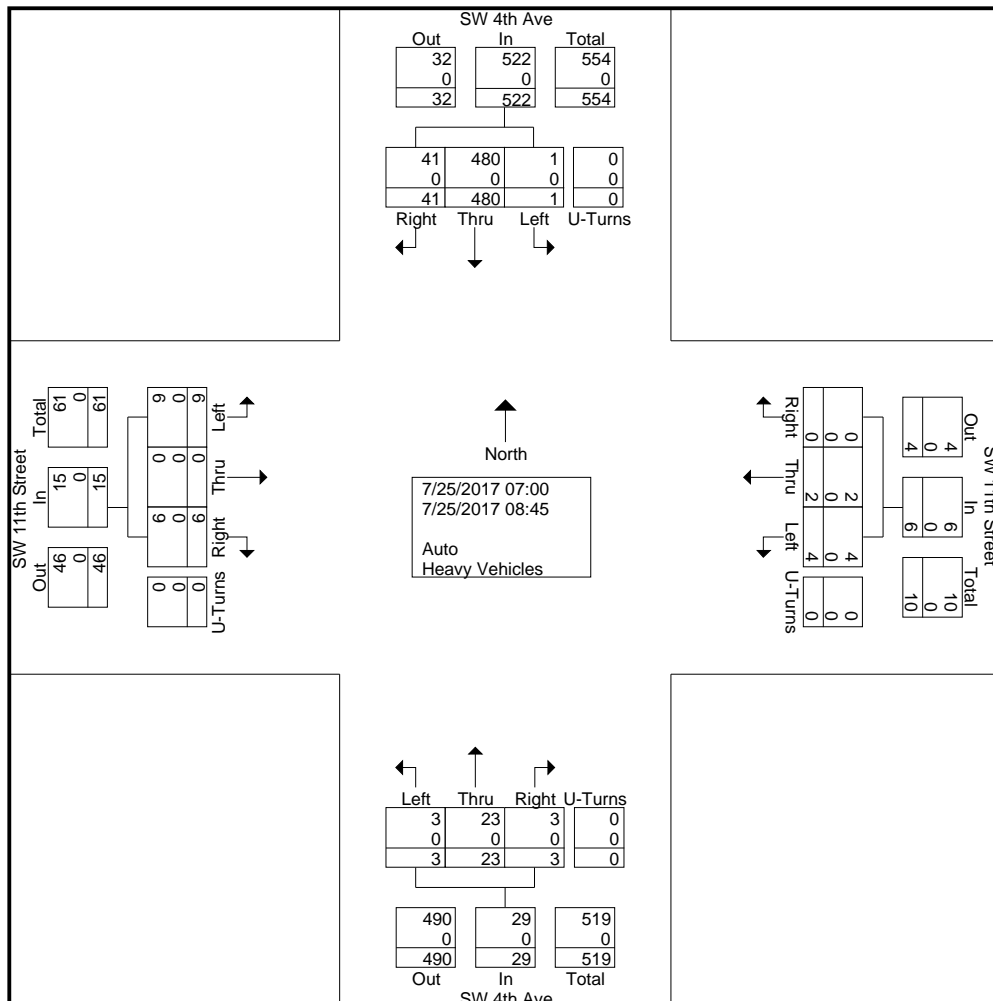 SW 4th Ave
Out In Total
32 522 554
0 0 0
32 522 554
41 480 1 0
0 0 0 0
41 480 1 0
Right Thru Left U-Turns
SW 11th Street
Total In Out
61 15 46
0 0 0
61 15 46
9 0 6 0
0 0 0 0
9 0 6 0
Left Thru Right U-Turns
North
7/25/2017 07:00
7/25/2017 08:45
Auto
Heavy Vehicles
Right Thru Left U-Turns
0 2 4 0
0 0 0 0
0 2 4 0
SW 11th Street
Out In Total
4 6 10
0 0 0
4 6 10
Left Thru Right U-Turns
3 23 3 0
0 0 0 0
3 23 3 0
490 29 519
0 0 0
490 29 519
Out In Total
SW 4th Ave